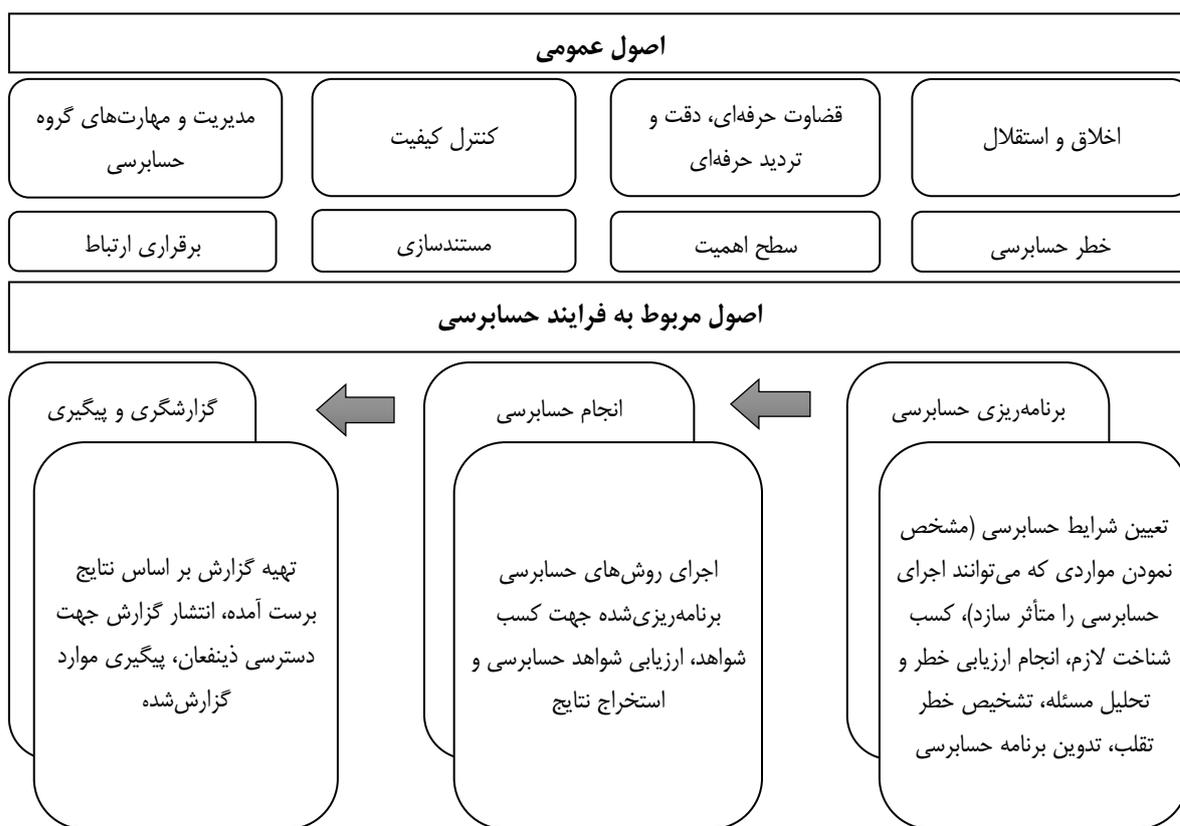 اصول عمومی
اخلاق و استقلال
قضاوت حرفه‌ای، دقت و
تردید حرفه‌ای
کنترل کیفیت
مدیریت و مهارت‌های گروه
حسابرسی
خطر حسابرسی
سطح اهمیت
مستندسازی
برقراری ارتباط
اصول مربوط به فرایند حسابرسی
برنامه‌ریزی حسابرسی
تعیین شرایط حسابرسی (مشخص
نمودن مواردی که می‌توانند اجرای
حسابرسی را متأثر سازد)، کسب
شناخت لازم، انجام ارزیابی خطر و
تحلیل مسئله، تشخیص خطر
تقلب، تدوین برنامه حسابرسی
انجام حسابرسی
اجرای روش‌های حسابرسی
برنامه‌ریزی‌شده جهت کسب
شواهد، ارزیابی شواهد حسابرسی و
استخراج نتایج
گزارشگری و پیگیری
تهیه گزارش بر اساس نتایج
برست آمده، انتشار گزارش جهت
دسترسی ذینفعان، پیگیری موارد
گزارش‌شده